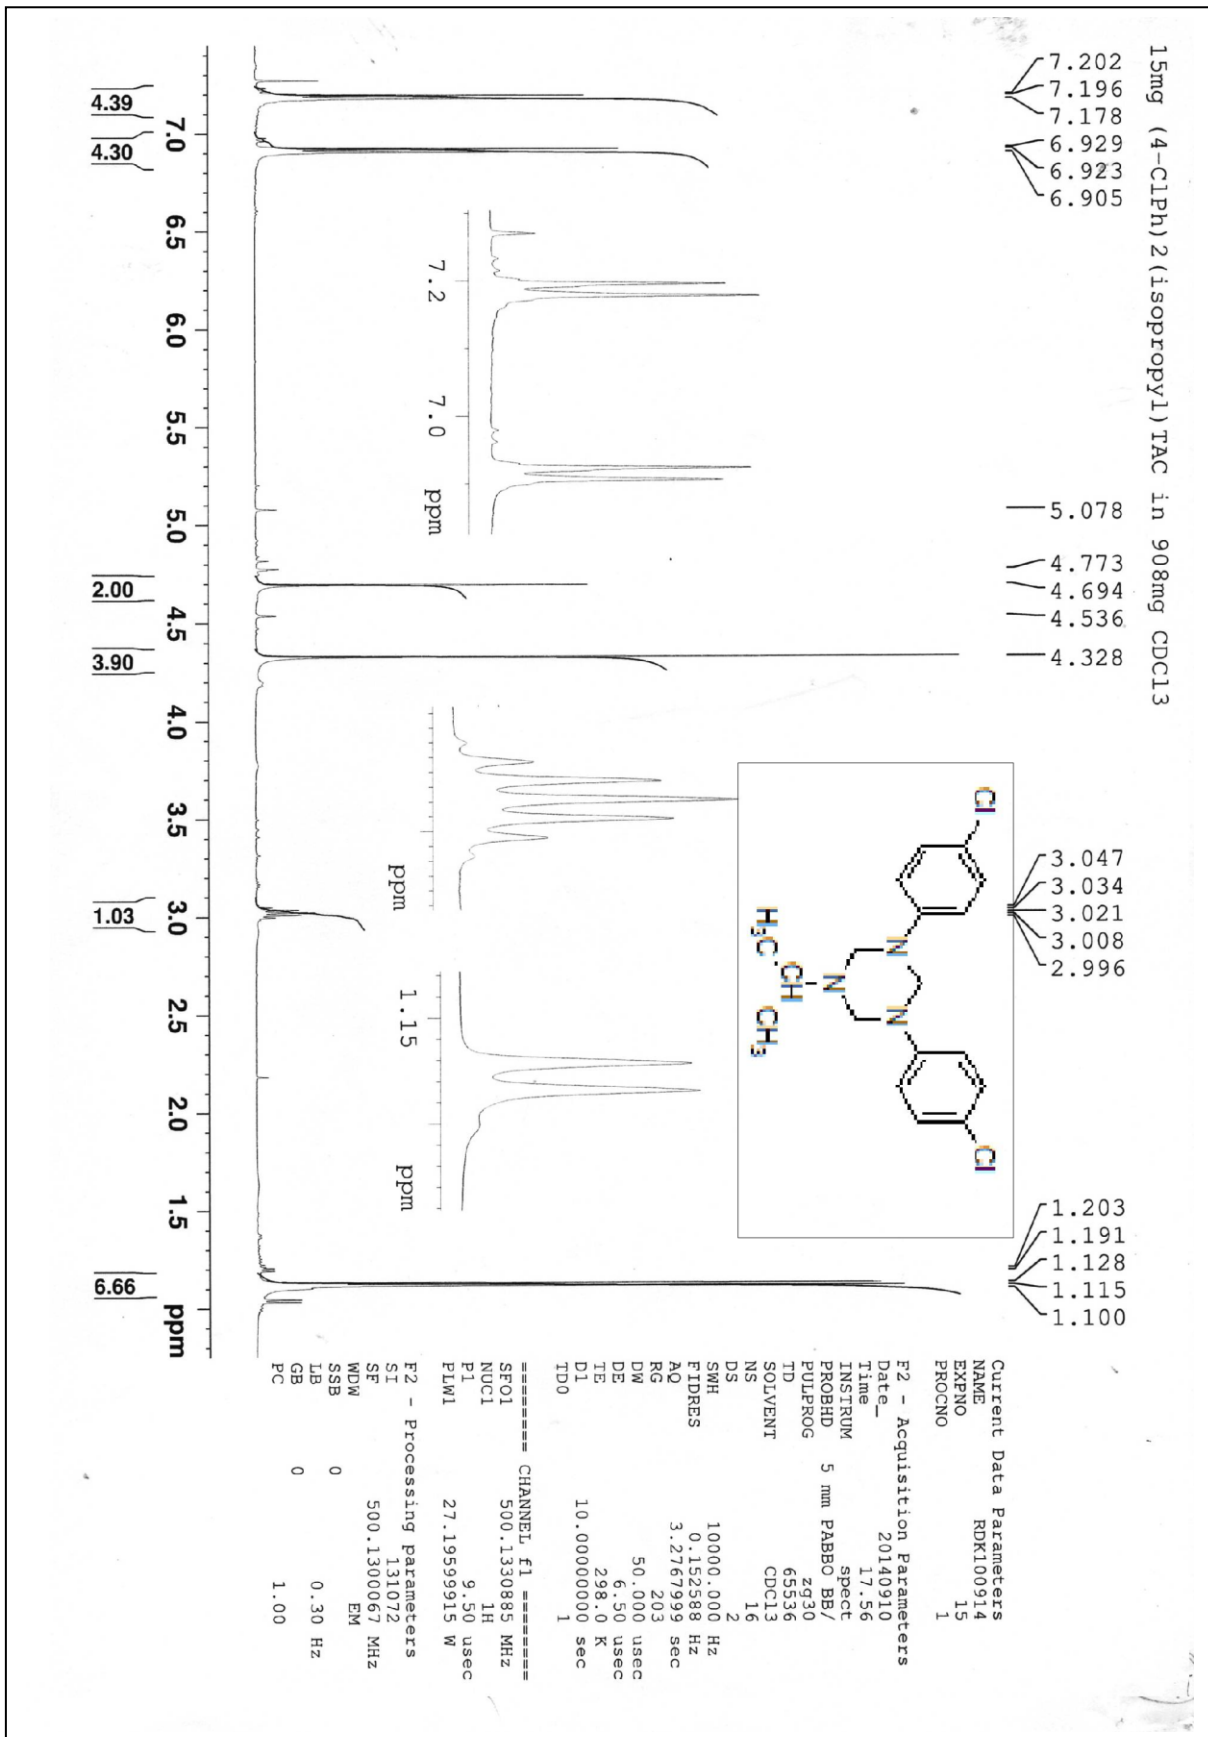 15mg (4-ClPh)2(isopropyl)TAC in 908mg CDCl3
7.202
7.196
7.178
6.929
6.923
6.905
5.078
4.773
4.694
4.536
4.328
3.047
3.034
3.021
3.008
2.996
1.203
1.191
1.128
1.115
1.100
Current Data Parameters
NAME RDK100914
EXPNO 15
PROCNO 1
F2 - Acquisition Parameters
Date_ 20140910
Time 17.56
INSTRUM spect
PROBHD 5 mm PABBO BB/
PULPROG zg30
TD 65536
SOLVENT CDCl3
NS 16
DS 2
SWH 10000.000 Hz
FIDRES 0.152588 Hz
AQ 3.2767999 sec
RG 203
DW 50.000 usec
DE 6.50 usec
TE 298.0 K
D1 10.00000000 sec
TD0 1
======== CHANNEL f1 ========
SFO1 500.1330885 MHz
NUC1 1H
P1 9.50 usec
PLW1 27.19599915 W
F2 - Processing parameters
SI 131072
SF 500.1300067 MHz
WDW EM
SSB 0
LB 0.30 Hz
GB 0
PC 1.00
Cl
Cl
N
N
N
CH
H3C
CH3
7.2 7.0 ppm
ppm
1.15 ppm
7.0 6.5 6.0 5.5 5.0 4.5 4.0 3.5 3.0 2.5 2.0 1.5 ppm
4.39
4.30
2.00
3.90
1.03
6.66